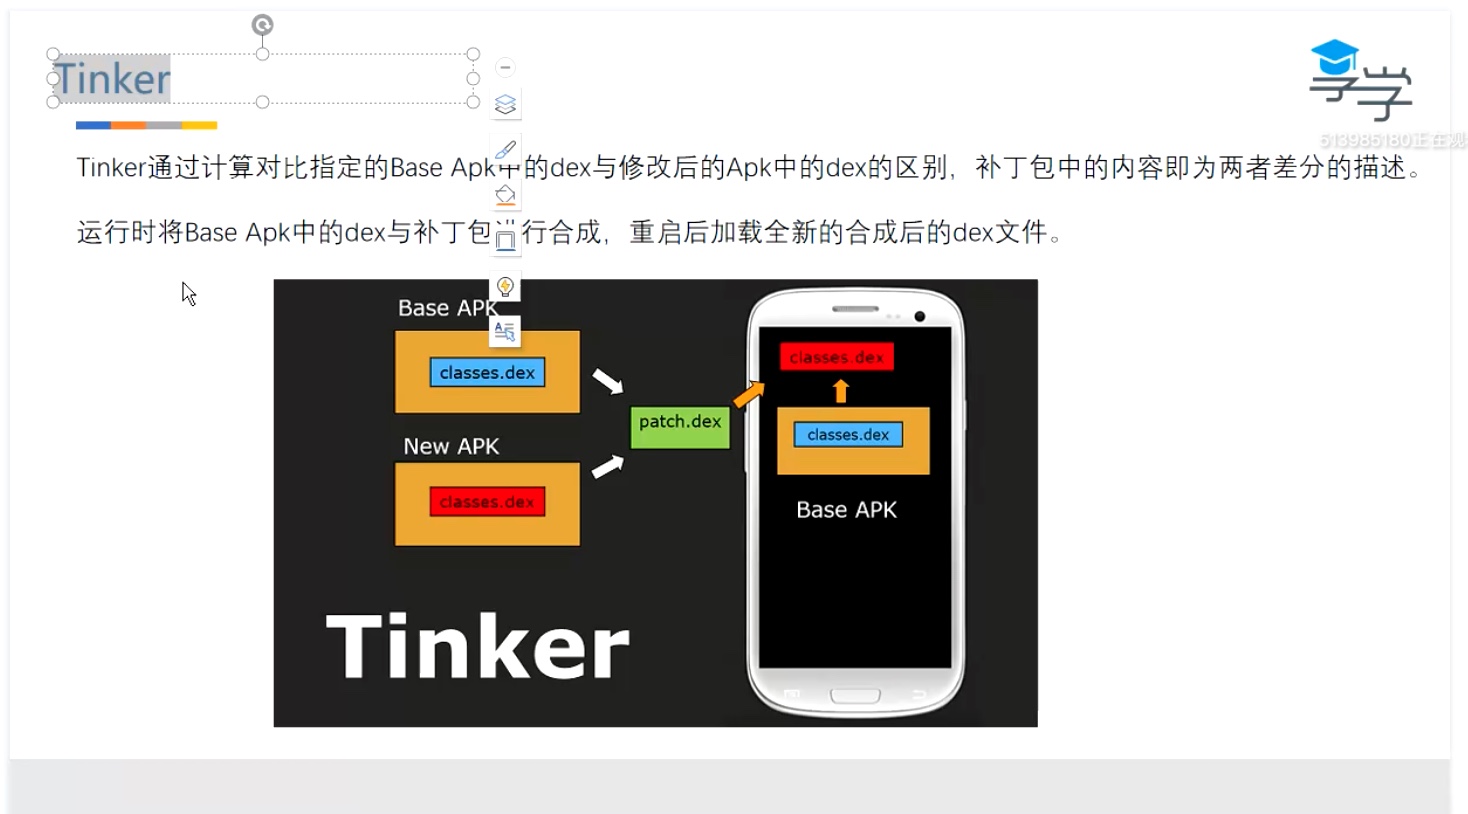 Tinker
享学
513985180正在观
Tinker通过计算对比指定的Base Apk中的dex与修改后的Apk中的dex的区别，补丁包中的内容即为两者差分的描述。
运行时将Base Apk中的dex与补丁包进行合成，重启后加载全新的合成后的dex文件。
Base APK
classes.dex
New APK
classes.dex
patch.dex
classes.dex
classes.dex
Base APK
Tinker